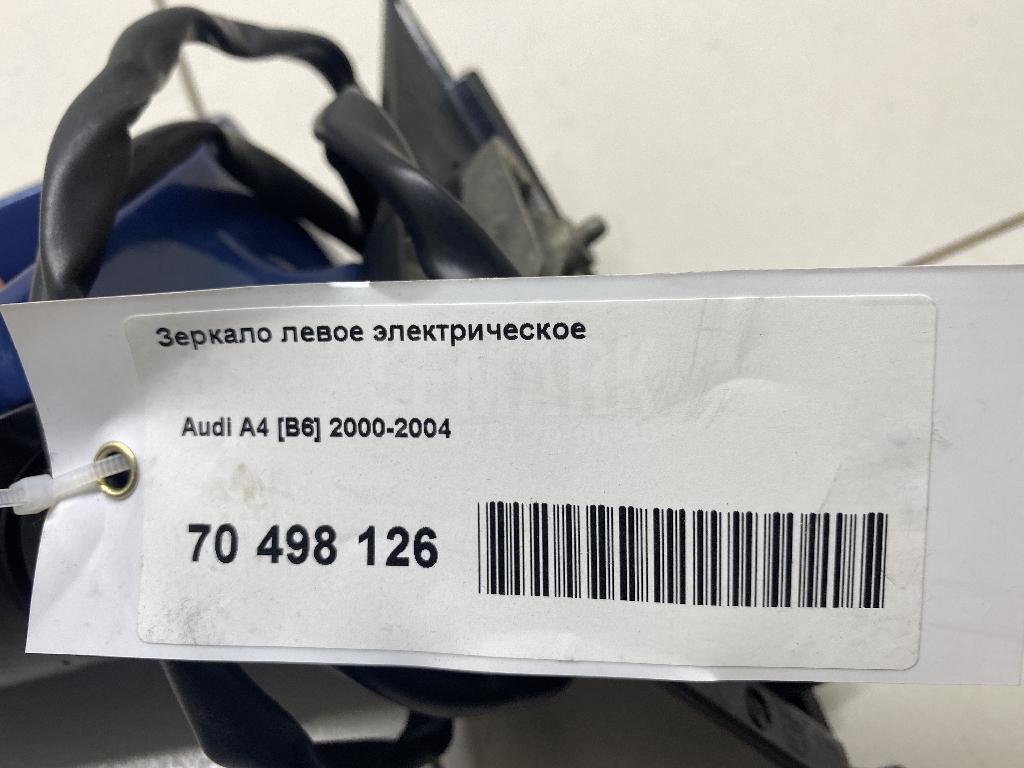 Зеркало левое электрическое
Audi A4 [B6] 2000-2004
70 498 126